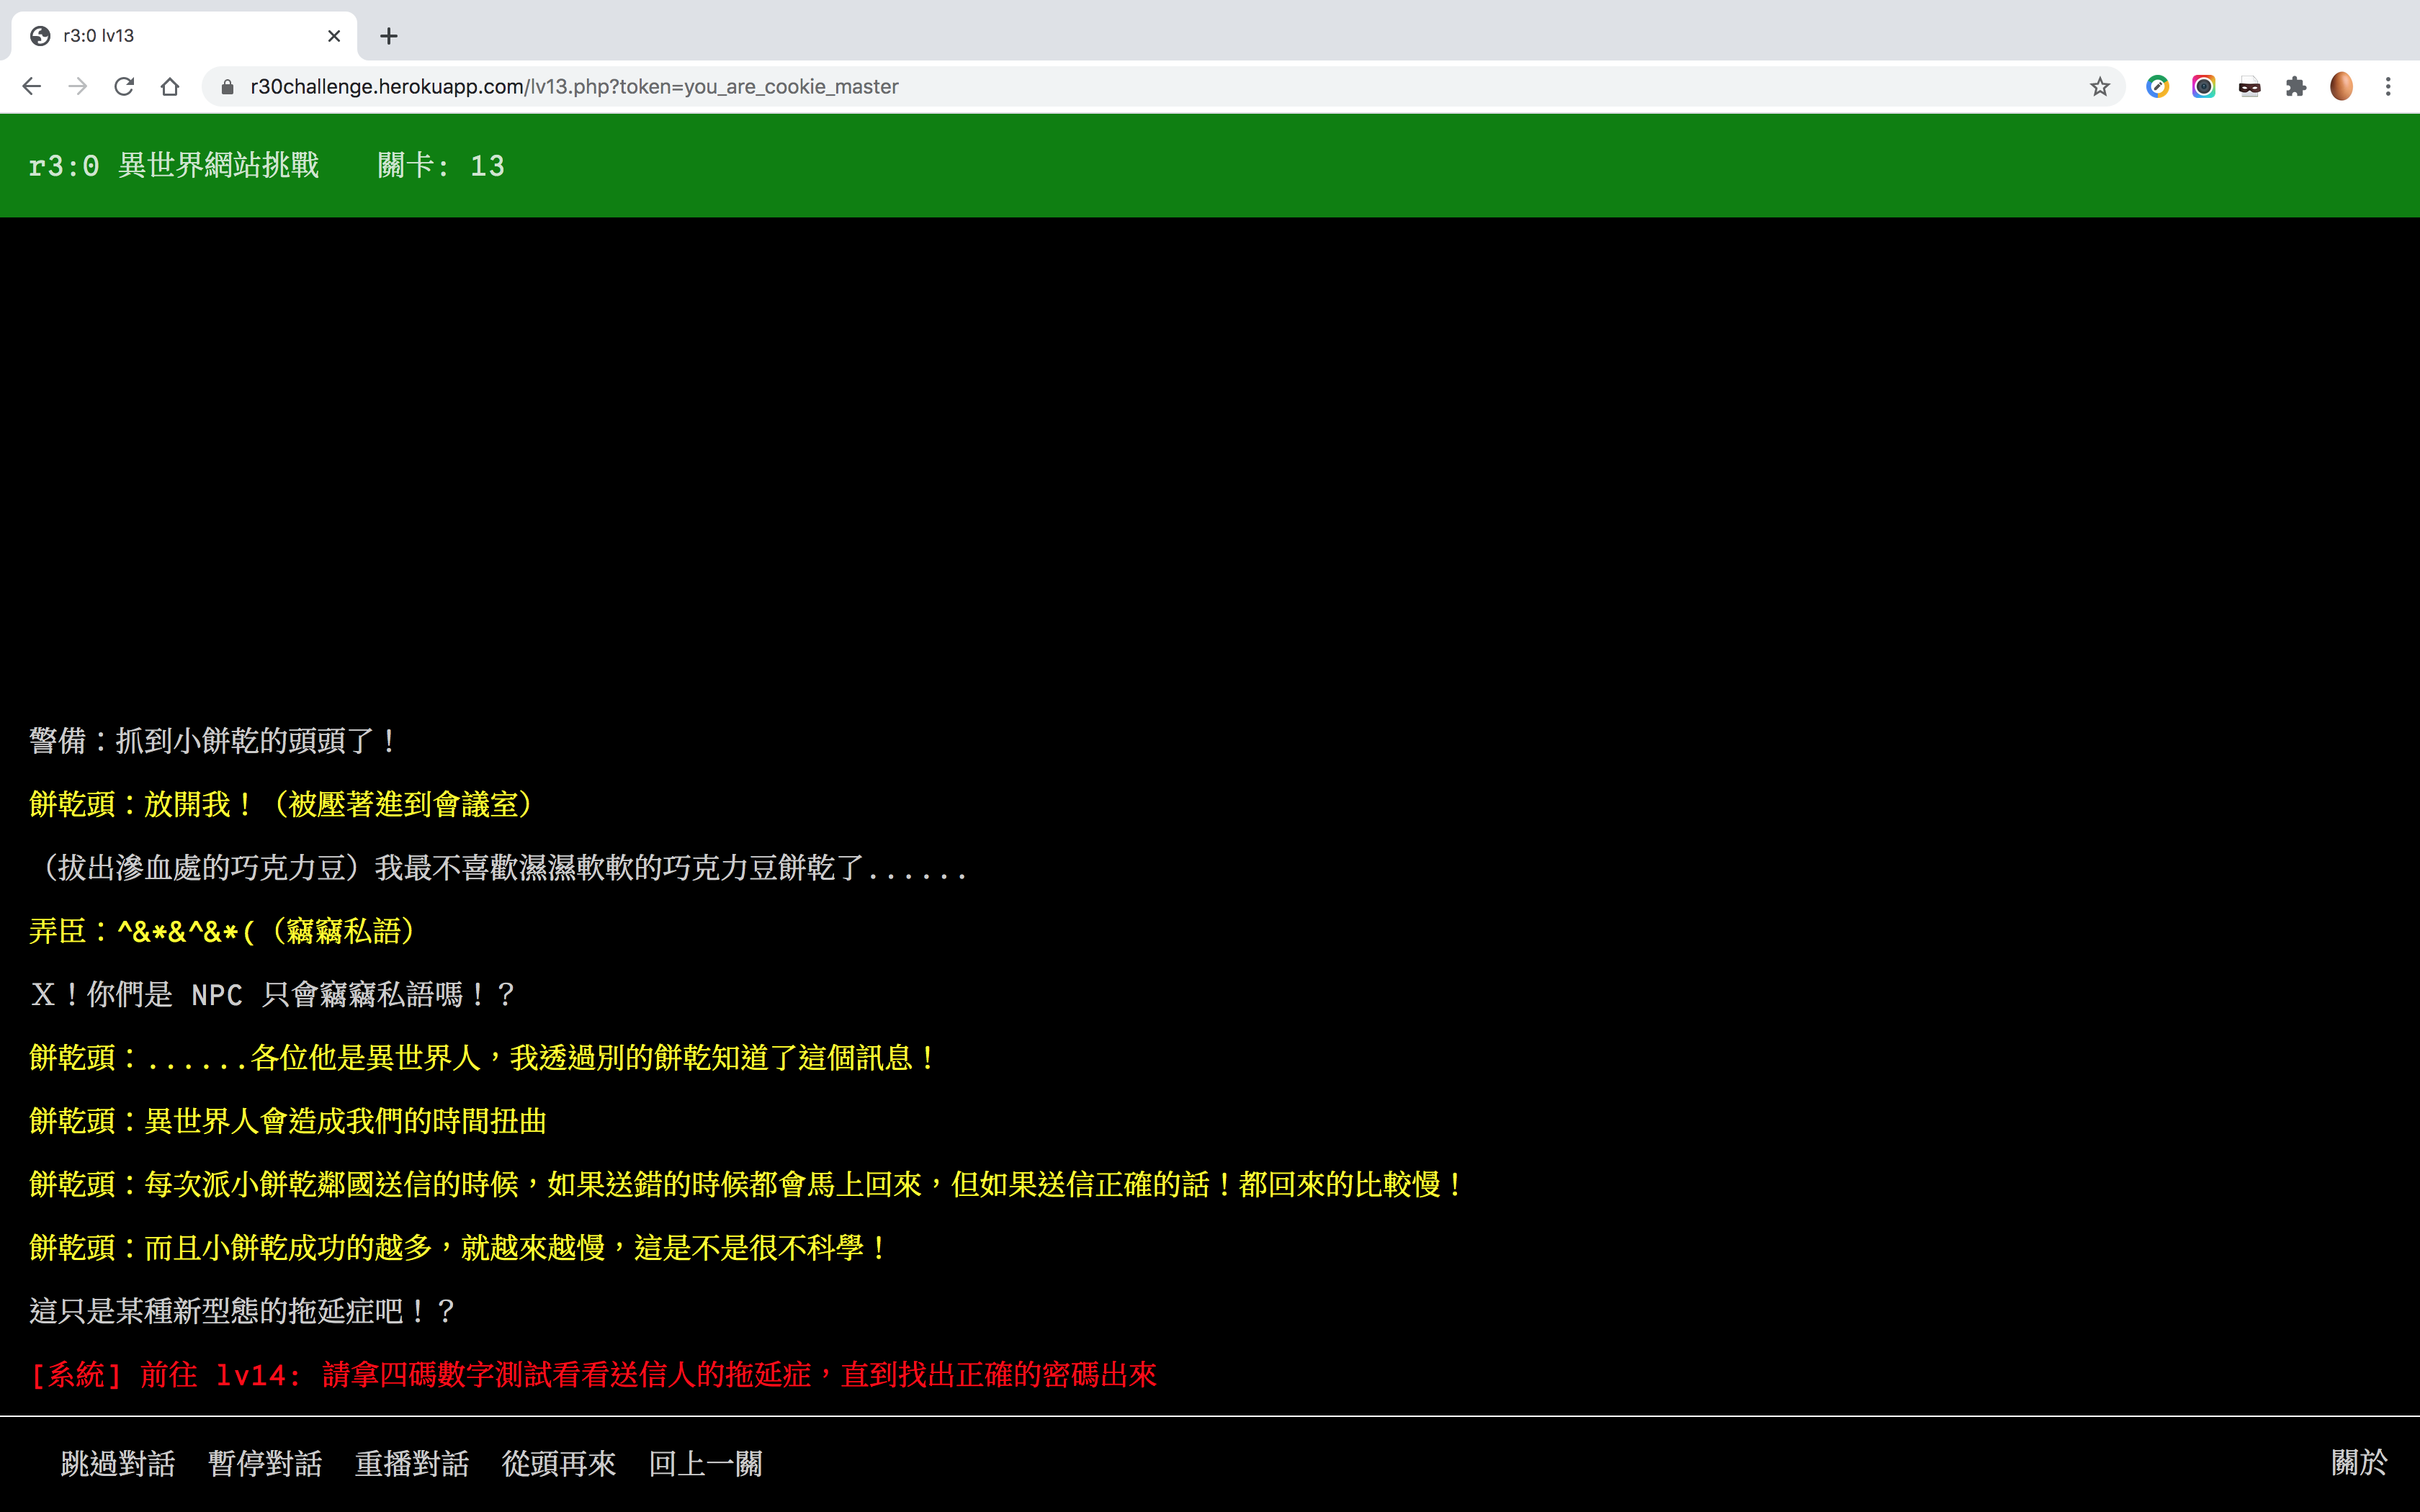 r3:0 lv13
r30challenge.herokuapp.com/lv13.php?token=you_are_cookie_master
r3:0 異世界網站挑戰 關卡: 13
警備：抓到小餅乾的頭頭了！
餅乾頭：放開我！（被壓著進到會議室）
（拔出滲血處的巧克力豆）我最不喜歡濕濕軟軟的巧克力豆餅乾了......
弄臣：^&*&^&*(（竊竊私語）
Ｘ！你們是 NPC 只會竊竊私語嗎！？
餅乾頭：......各位他是異世界人，我透過別的餅乾知道了這個訊息！
餅乾頭：異世界人會造成我們的時間扭曲
餅乾頭：每次派小餅乾鄰國送信的時候，如果送錯的時候都會馬上回來，但如果送信正確的話！都回來的比較慢！
餅乾頭：而且小餅乾成功的越多，就越來越慢，這是不是很不科學！
這只是某種新型態的拖延症吧！？
[系統] 前往 lv14: 請拿四碼數字測試看看送信人的拖延症，直到找出正確的密碼出來
跳過對話 暫停對話 重播對話 從頭再來 回上一關 關於